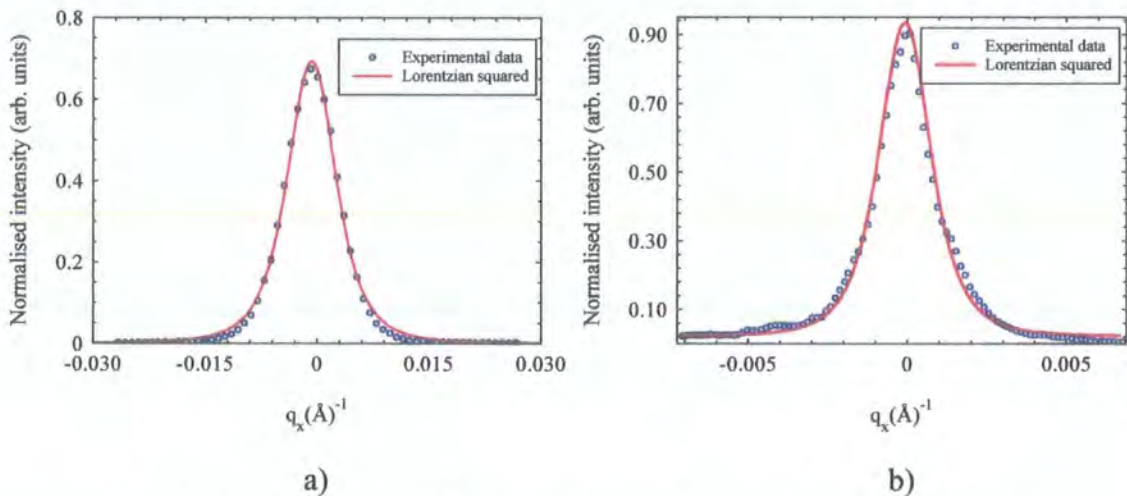 0.8
0.6
0.4
0.2
0
-0.030
-0.015
0
0.015
0.030
Normalised intensity (arb. units)
qx(Å)-1
Experimental data
Lorentzian squared
a)
0.90
0.70
0.50
0.30
0.10
-0.005
0
0.005
Normalised intensity (arb. units)
qx(Å)-1
Experimental data
Lorentzian squared
b)